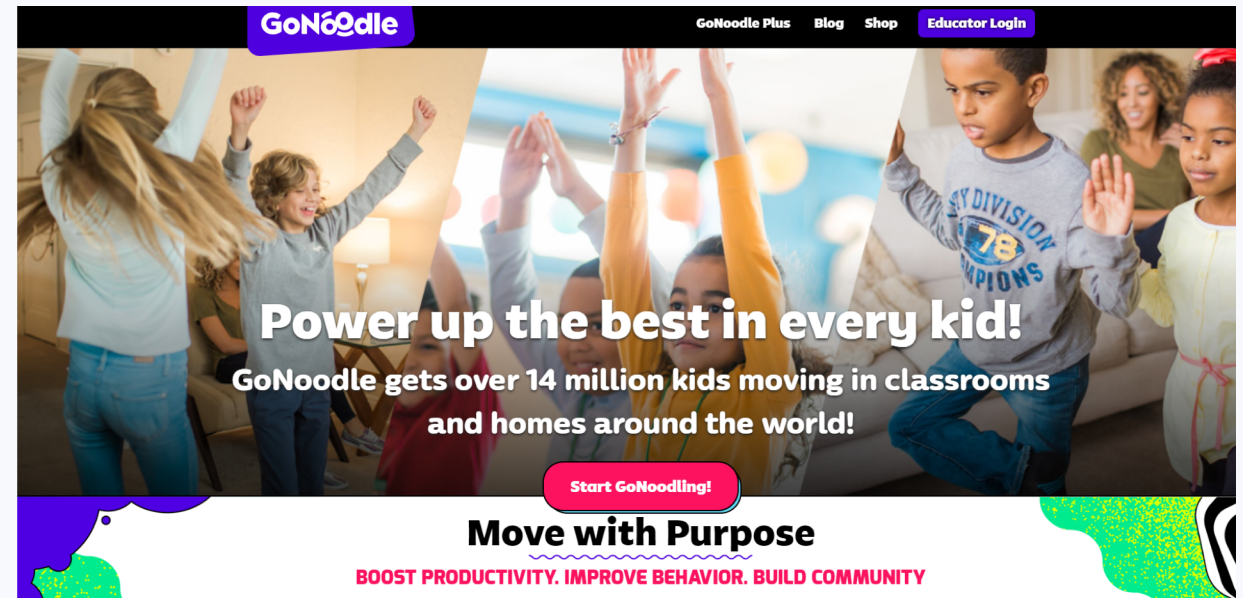 GoNoodle
GoNoodle Plus Blog Shop Educator Login
78
Power up the best in every kid!
GoNoodle gets over 14 million kids moving in classrooms
and homes around the world!
Start GoNoodling!
Move with Purpose
BOOST PRODUCTIVITY. IMPROVE BEHAVIOR. BUILD COMMUNITY